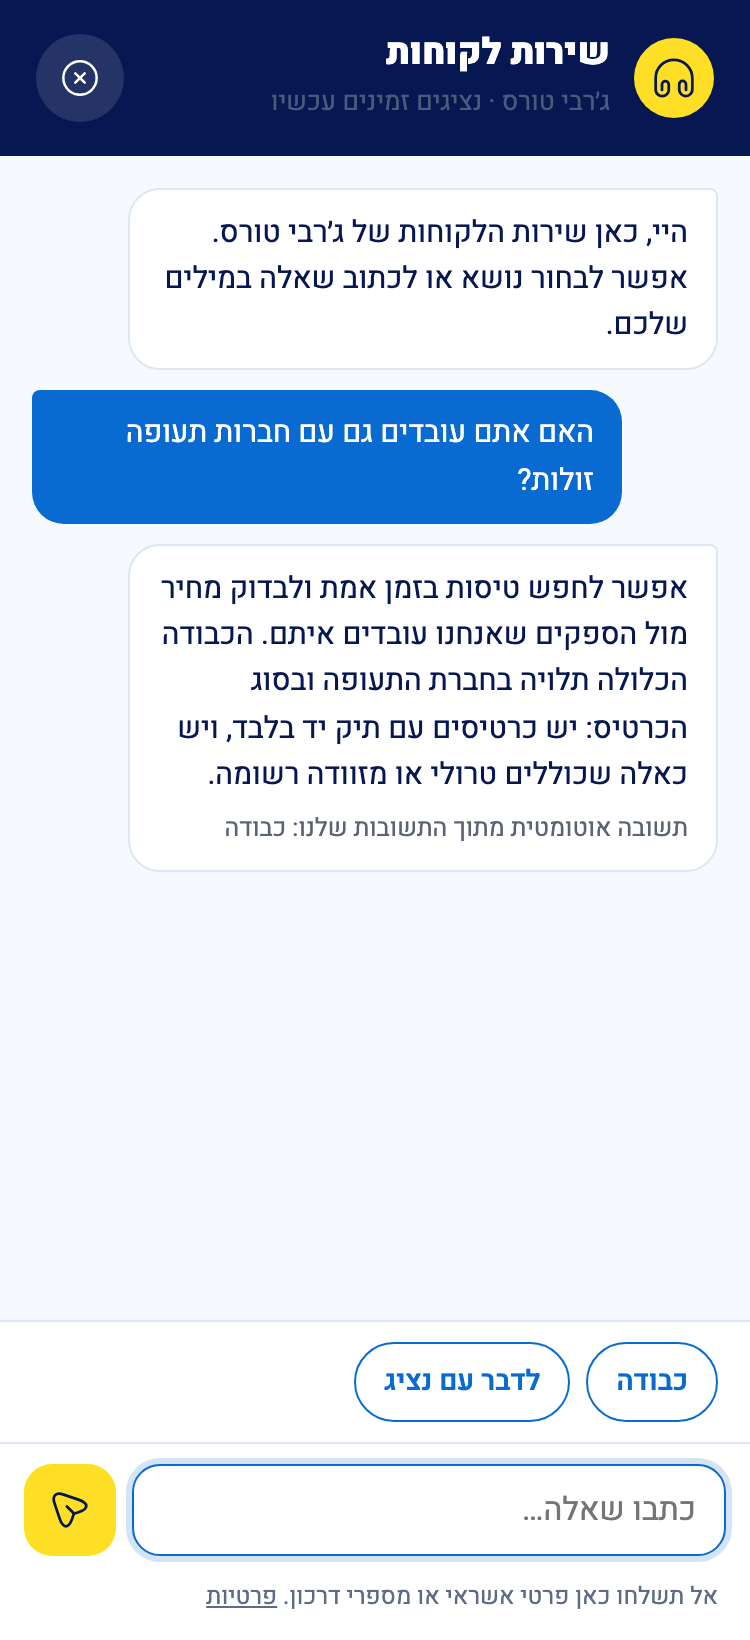 שירות לקוחות
ג׳רבי טורס · נציגים זמינים עכשיו
היי, כאן שירות הלקוחות של ג׳רבי טורס.
אפשר לבחור נושא או לכתוב שאלה במילים
שלכם.
האם אתם עובדים גם עם חברות תעופה
זולות?
אפשר לחפש טיסות בזמן אמת ולבדוק מחיר
מול הספקים שאנחנו עובדים איתם. הכבודה
הכלולה תלויה בחברת התעופה ובסוג
הכרטיס: יש כרטיסים עם תיק יד בלבד, ויש
כאלה שכוללים טרולי או מזוודה רשומה.
תשובה אוטומטית מתוך התשובות שלנו: כבודה
כבודה
לדבר עם נציג
כתבו שאלה...
אל תשלחו כאן פרטי אשראי או מספרי דרכון. פרטיות